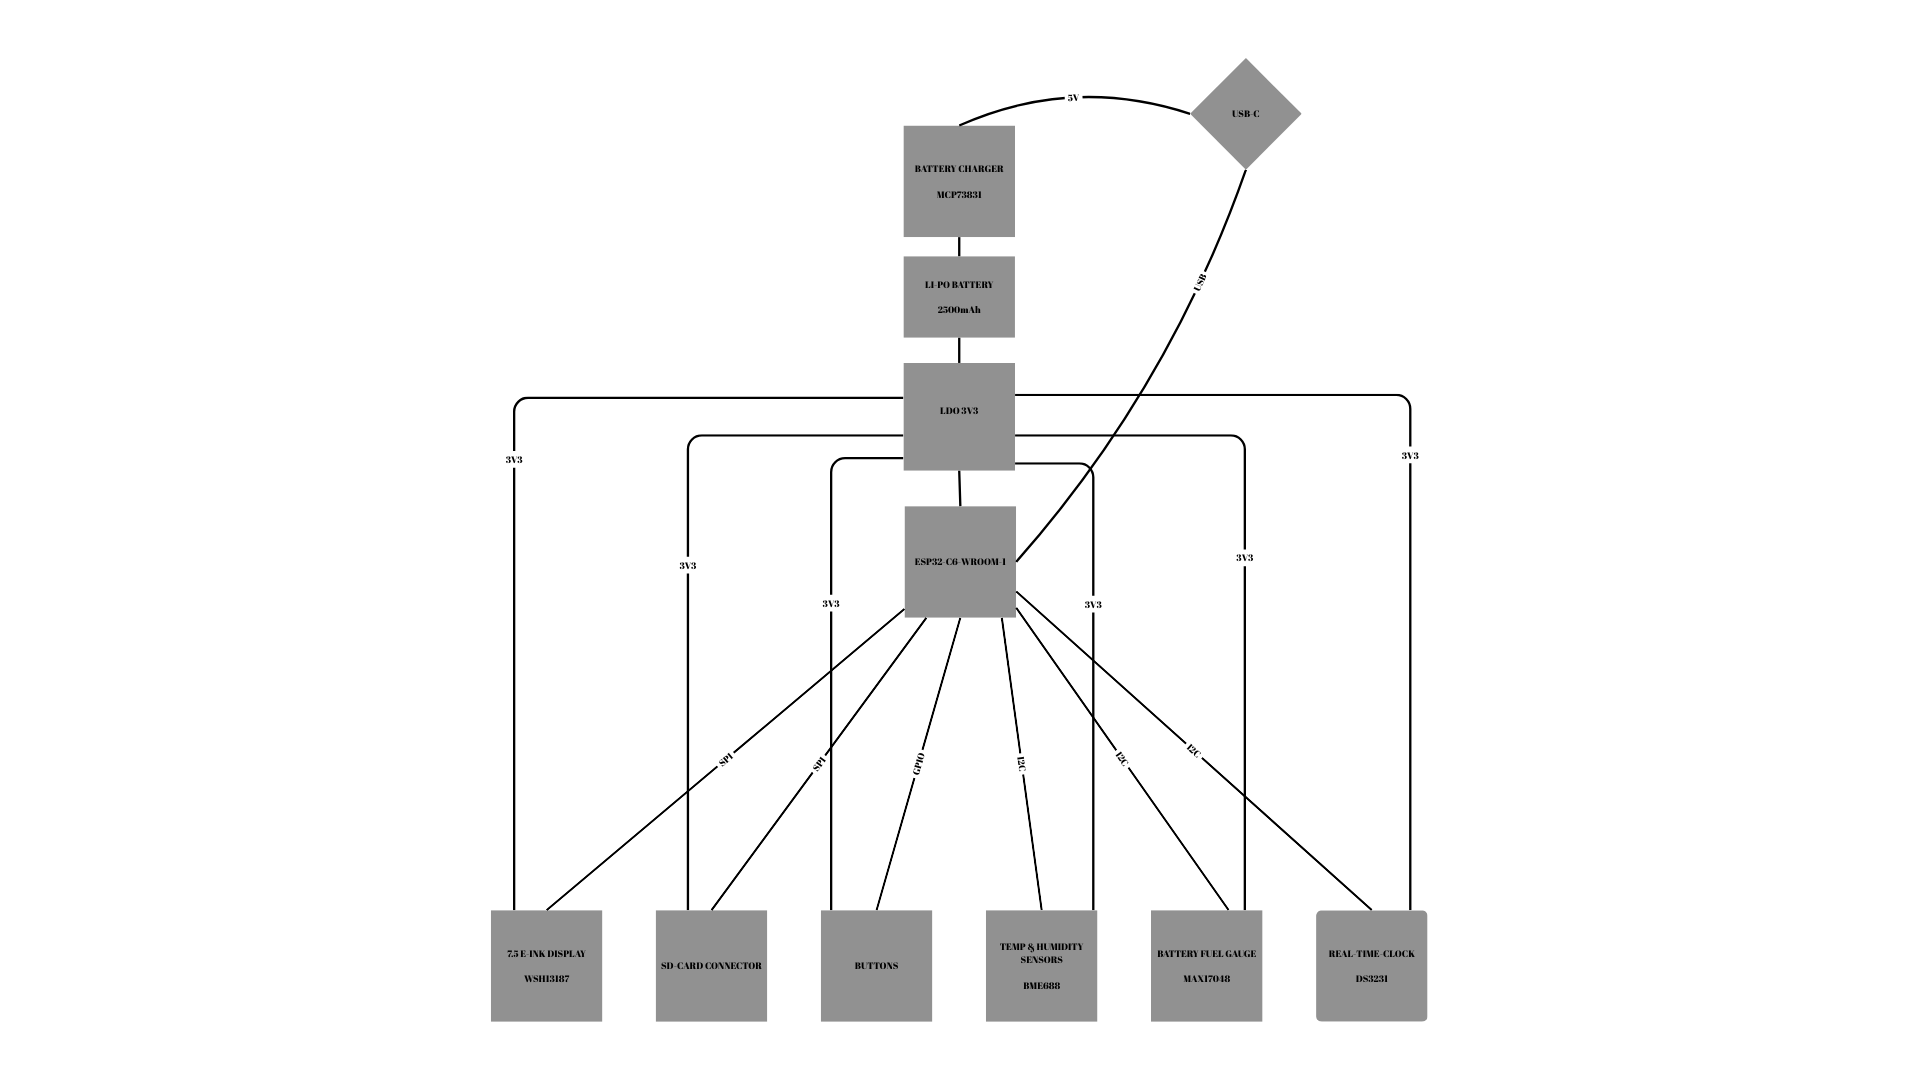 5V
USB-C
BATTERY CHARGER
MCP73831
USB
LI-PO BATTERY
2500mAh
LDO 3V3
3V3
3V3
3V3
3V3
3V3
3V3
ESP32-C6-WROOM-1
SPI
SPI
GPIO
I2C
I2C
I2C
7.5 E-INK DISPLAY
WSH13187
SD-CARD CONNECTOR
BUTTONS
TEMP & HUMIDITY
SENSORS
BME688
BATTERY FUEL GAUGE
MAX17048
REAL-TIME-CLOCK
DS3231